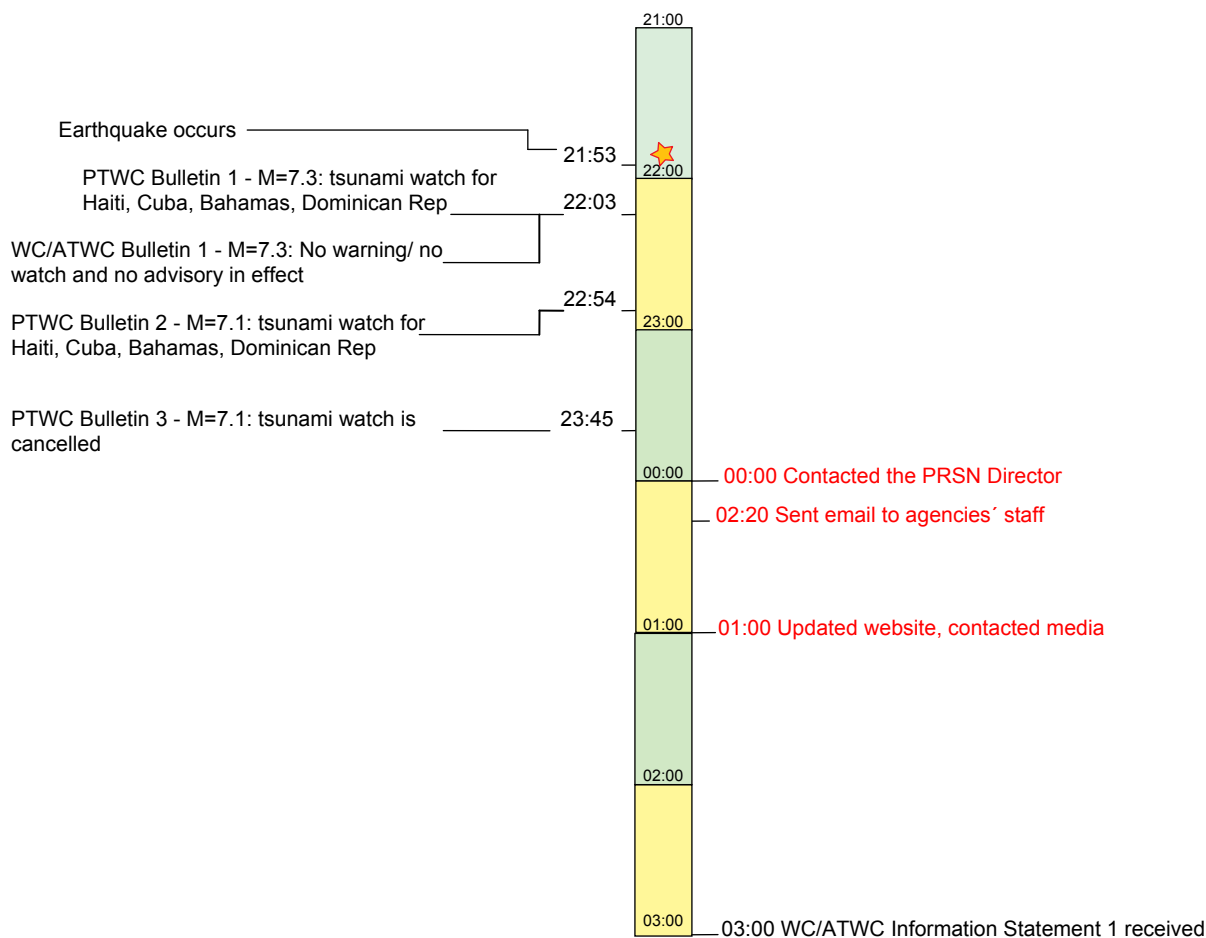 21:00
Earthquake occurs
21:53
22:00
PTWC Bulletin 1 - M=7.3: tsunami watch for
Haiti, Cuba, Bahamas, Dominican Rep
22:03
WC/ATWC Bulletin 1 - M=7.3: No warning/ no
watch and no advisory in effect
22:54
PTWC Bulletin 2 - M=7.1: tsunami watch for
Haiti, Cuba, Bahamas, Dominican Rep
23:00
PTWC Bulletin 3 - M=7.1: tsunami watch is
cancelled
23:45
00:00
00:00 Contacted the PRSN Director
02:20 Sent email to agencies´ staff
01:00
01:00 Updated website, contacted media
02:00
03:00
03:00 WC/ATWC Information Statement 1 received